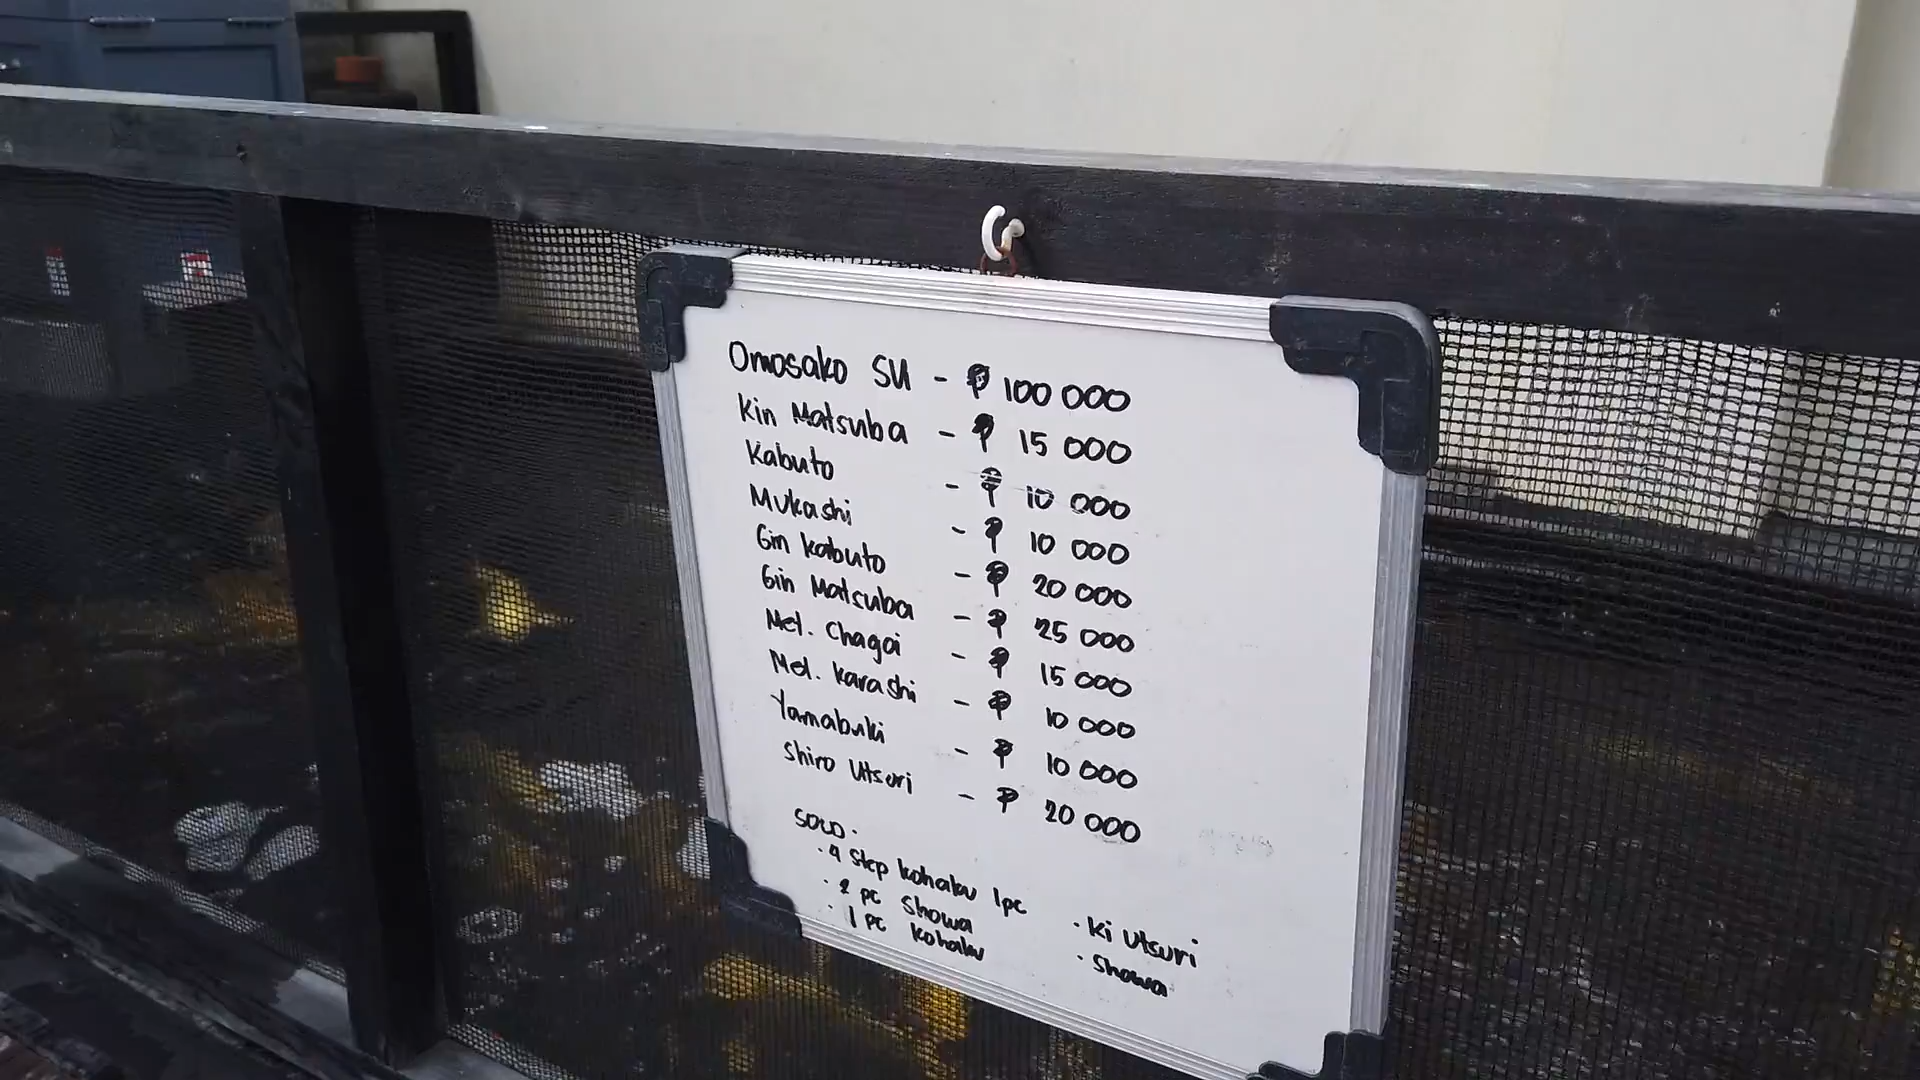 Omosako SU - ₱ 100 000
Kin Matsuba - ₱ 15 000
Kabuto - ₱ 10 000
Mukashi - ₱ 10 000
Gin Kabuto - ₱ 20 000
Gin Matsuba - ₱ 25 000
Met. Chagoi - ₱ 15 000
Met. Karashi - ₱ 10 000
Yamabuki - ₱ 10 000
Shiro Utsuri - ₱ 20 000
SOLD:
· 4 Step Kohaku 1pc
· 2 pc Showa
· 1 pc Kohaku
· Ki Utsuri
· Showa